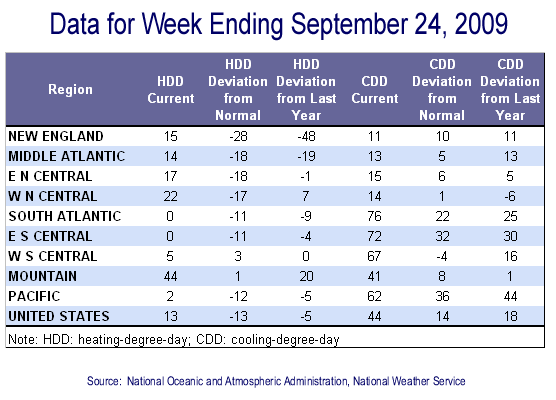 Data for Week Ending September 24, 2009
Region HDD Current HDD Deviation from Normal HDD Deviation from Last Year CDD Current CDD Deviation from Normal CDD Deviation from Last Year
NEW ENGLAND 15 -28 -48 11 10 11
MIDDLE ATLANTIC 14 -18 -19 13 5 13
E N CENTRAL 17 -18 -1 15 6 5
W N CENTRAL 22 -17 7 14 1 -6
SOUTH ATLANTIC 0 -11 -9 76 22 25
E S CENTRAL 0 -11 -4 72 32 30
W S CENTRAL 5 3 0 67 -4 16
MOUNTAIN 44 1 20 41 8 1
PACIFIC 2 -12 -5 62 36 44
UNITED STATES 13 -13 -5 44 14 18
Note: HDD: heating-degree-day; CDD: cooling-degree-day
Source: National Oceanic and Atmospheric Administration, National Weather Service